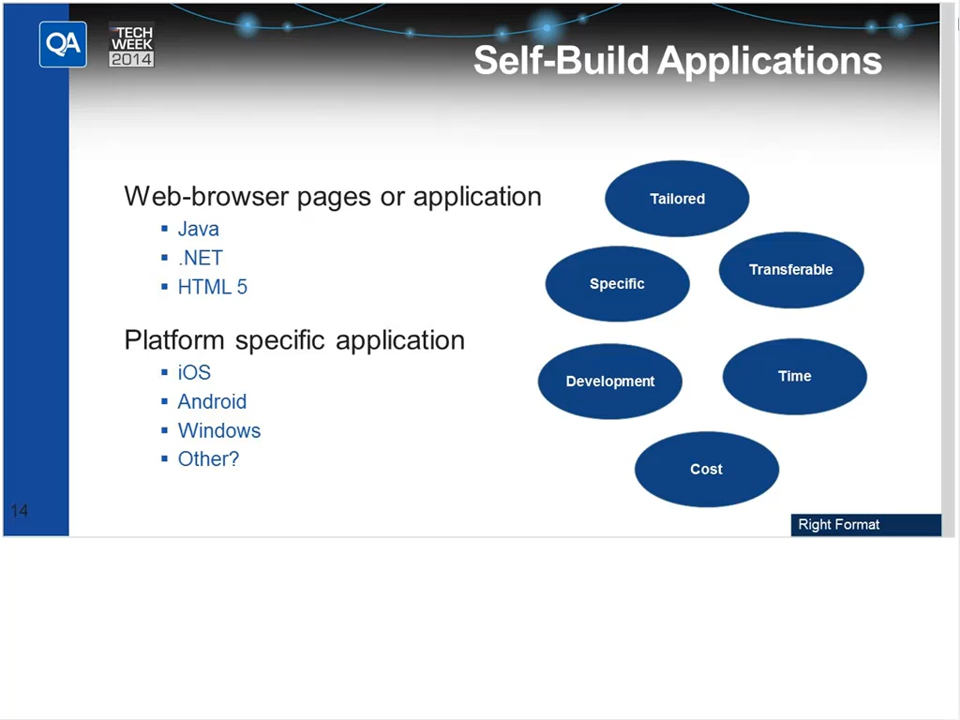 QA
TECH
WEEK
2014
Self-Build Applications
Web-browser pages or application
▪ Java
▪ .NET
▪ HTML 5
Platform specific application
▪ iOS
▪ Android
▪ Windows
▪ Other?
Tailored
Transferable
Specific
Development
Time
Cost
14
Right Format